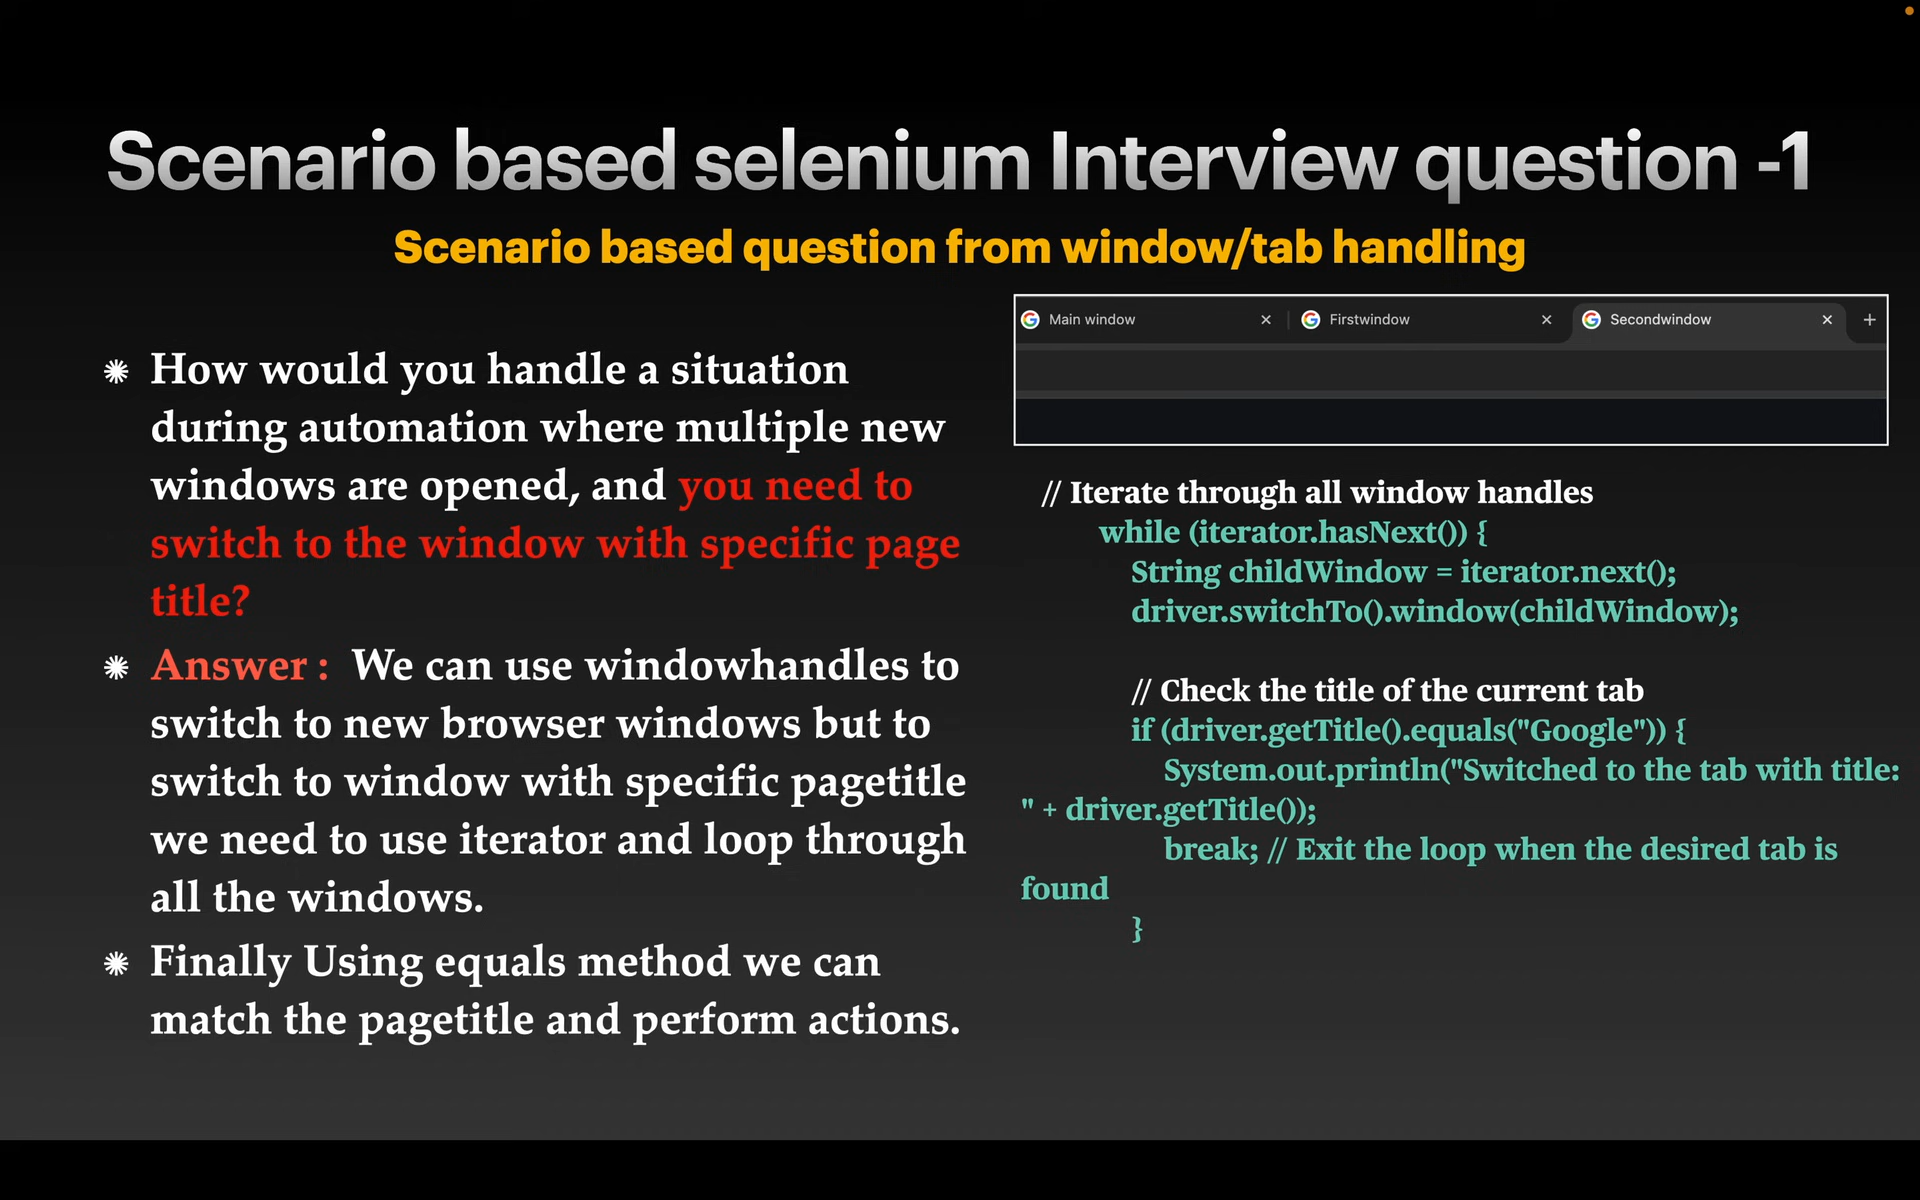 Scenario based selenium Interview question -1
Scenario based question from window/tab handling
How would you handle a situation
during automation where multiple new
windows are opened, and you need to
switch to the window with specific page
title?
Answer : We can use windowhandles to
switch to new browser windows but to
switch to window with specific pagetitle
we need to use iterator and loop through
all the windows.
Finally Using equals method we can
match the pagetitle and perform actions.
Main window
Firstwindow
Secondwindow
// Iterate through all window handles
while (iterator.hasNext()) {
String childWindow = iterator.next();
driver.switchTo().window(childWindow);
// Check the title of the current tab
if (driver.getTitle().equals("Google")) {
System.out.println("Switched to the tab with title:
" + driver.getTitle());
break; // Exit the loop when the desired tab is
found
}